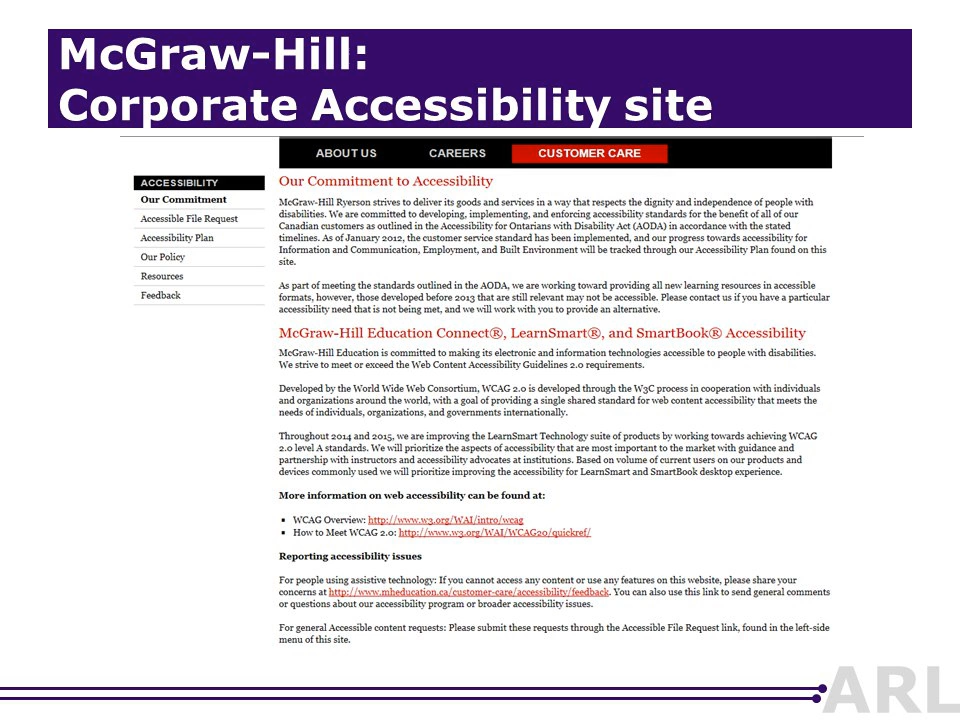 McGraw-Hill:
Corporate Accessibility site
ABOUT US CAREERS CUSTOMER CARE
ACCESSIBILITY
Our Commitment
Accessible File Request
Accessibility Plan
Our Policy
Resources
Feedback
Our Commitment to Accessibility
McGraw-Hill Ryerson strives to deliver its goods and services in a way that respects the dignity and independence of people with
disabilities. We are committed to developing, implementing, and enforcing accessibility standards for the benefit of all of our
Canadian customers as outlined in the Accessibility for Ontarians with Disability Act (AODA) in accordance with the stated
timelines. As of January 2012, the customer service standard has been implemented, and our progress towards accessibility for
Information and Communication, Employment, and Built Environment will be tracked through our Accessibility Plan found on this
site.
As part of meeting the standards outlined in the AODA, we are working toward providing all new learning resources in accessible
formats, however, those developed before 2013 that are still relevant may not be accessible. Please contact us if you have a particular
accessibility need that is not being met, and we will work with you to provide an alternative.
McGraw-Hill Education Connect®, LearnSmart®, and SmartBook® Accessibility
McGraw-Hill Education is committed to making its electronic and information technologies accessible to people with disabilities.
We strive to meet or exceed the Web Content Accessibility Guidelines 2.0 requirements.
Developed by the World Wide Web Consortium, WCAG 2.0 is developed through the W3C process in cooperation with individuals
and organizations around the world, with a goal of providing a single shared standard for web content accessibility that meets the
needs of individuals, organizations, and governments internationally.
Throughout 2014 and 2015, we are improving the LearnSmart Technology suite of products by working towards achieving WCAG
2.0 level A standards. We will prioritize the aspects of accessibility that are most important to the market with guidance and
partnership with instructors and accessibility advocates at institutions. Based on volume of current users on our products and
devices commonly used we will prioritize improving the accessibility for LearnSmart and SmartBook desktop experience.
More information on web accessibility can be found at:
▪ WCAG Overview: http://www.w3.org/WAI/intro/wcag
▪ How to Meet WCAG 2.0: http://www.w3.org/WAI/WCAG20/quickref/
Reporting accessibility issues
For people using assistive technology: If you cannot access any content or use any features on this website, please share your
concerns at http://www.mheducation.ca/customer-care/accessibility/feedback. You can also use this link to send general comments
or questions about our accessibility program or broader accessibility issues.
For general Accessible content requests: Please submit these requests through the Accessible File Request link, found in the left-side
menu of this site.
ARL